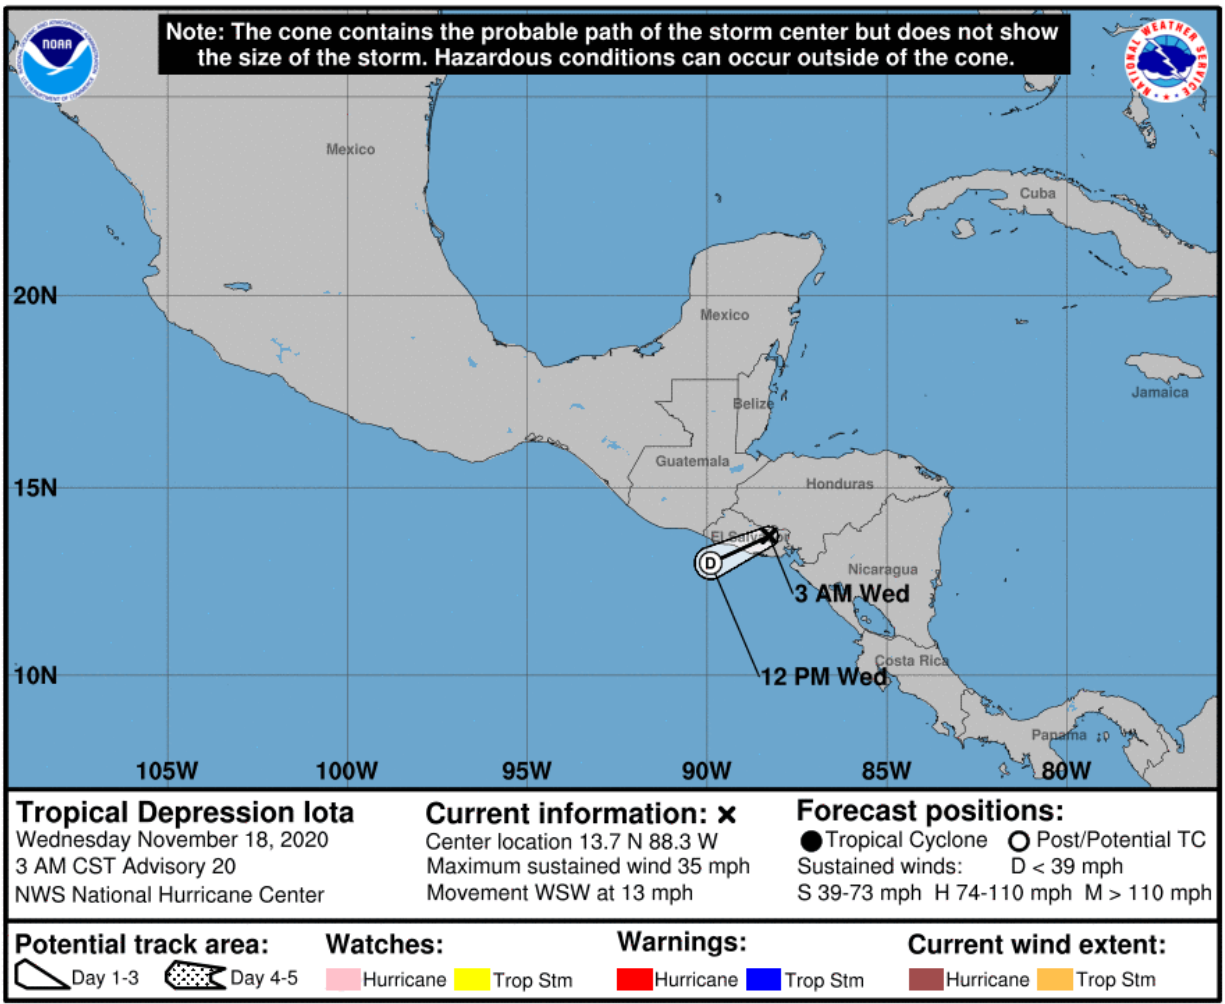 Note: The cone contains the probable path of the storm center but does not show
the size of the storm. Hazardous conditions can occur outside of the cone.
NOAA
NATIONAL WEATHER SERVICE
Mexico
Cuba
20N
Mexico
Jamaica
Belize
Guatemala
15N
Honduras
El Salvador
D
Nicaragua
3 AM Wed
Costa Rica
10N
12 PM Wed
Panama
105W 100W 95W 90W 85W 80W
Tropical Depression Iota
Wednesday November 18, 2020
3 AM CST Advisory 20
NWS National Hurricane Center
Current information: x
Center location 13.7 N 88.3 W
Maximum sustained wind 35 mph
Movement WSW at 13 mph
Forecast positions:
Tropical Cyclone Post/Potential TC
Sustained winds: D < 39 mph
S 39-73 mph H 74-110 mph M > 110 mph
Potential track area:
Day 1-3 Day 4-5
Watches:
Hurricane Trop Stm
Warnings:
Hurricane Trop Stm
Current wind extent:
Hurricane Trop Stm